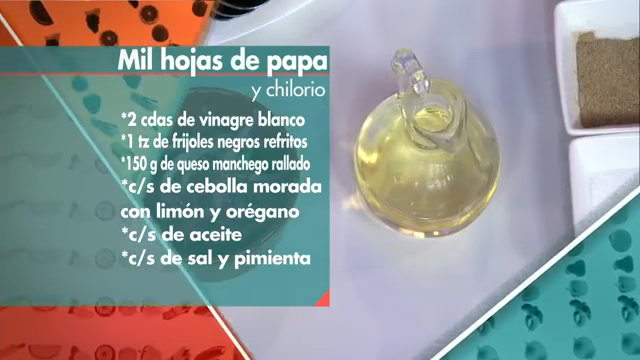 Mil hojas de papa
y chilorio
*2 cdas de vinagre blanco
*1 tz de frijoles negros refritos
*150 g de queso manchego rallado
*c/s de cebolla morada
con limón y orégano
*c/s de aceite
*c/s de sal y pimienta